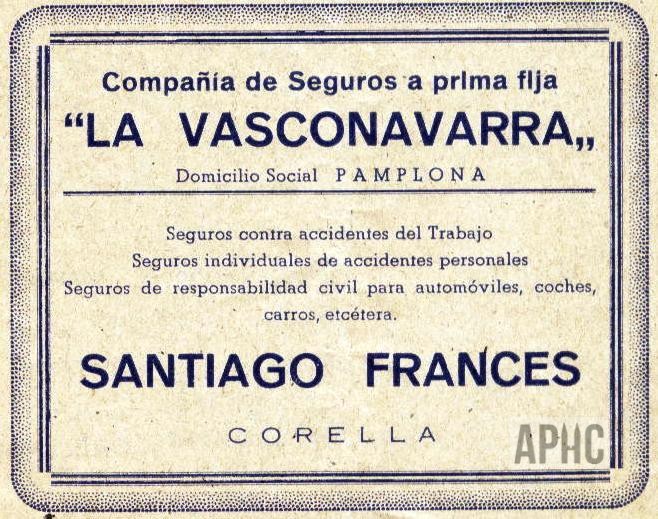 Compañía de Seguros a prima fija
“LA VASCONAVARRA„
Domicilio Social PAMPLONA
Seguros contra accidentes del Trabajo
Seguros individuales de accidentes personales
Seguros de responsabilidad civil para automóviles, coches,
carros, etcétera.
SANTIAGO FRANCES
CORELLA
APHC